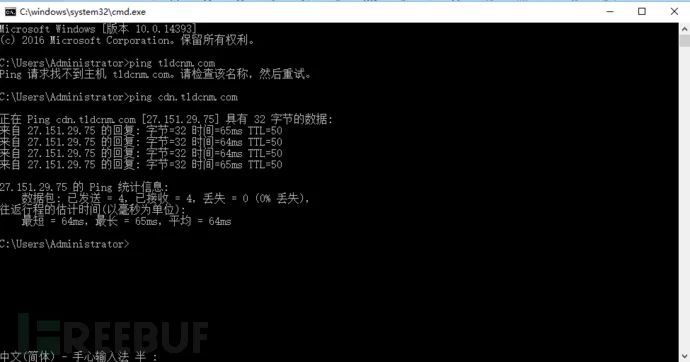 C:\windows\system32\cmd.exe
Microsoft Windows [版本 10.0.14393]
(c) 2016 Microsoft Corporation。保留所有权利。
C:\Users\Administrator>ping tldcnm.com
Ping 请求找不到主机 tldcnm.com。请检查该名称，然后重试。
C:\Users\Administrator>ping cdn.tldcnm.com
正在 Ping cdn.tldcnm.com [27.151.29.75] 具有 32 字节的数据:
来自 27.151.29.75 的回复: 字节=32 时间=65ms TTL=50
来自 27.151.29.75 的回复: 字节=32 时间=64ms TTL=50
来自 27.151.29.75 的回复: 字节=32 时间=64ms TTL=50
来自 27.151.29.75 的回复: 字节=32 时间=65ms TTL=50
27.151.29.75 的 Ping 统计信息:
数据包: 已发送 = 4，已接收 = 4，丢失 = 0 (0% 丢失)，
往返行程的估计时间(以毫秒为单位):
最短 = 64ms，最长 = 65ms，平均 = 64ms
C:\Users\Administrator>
FREEBUF
中文(简体) - 手心输入法 半 :